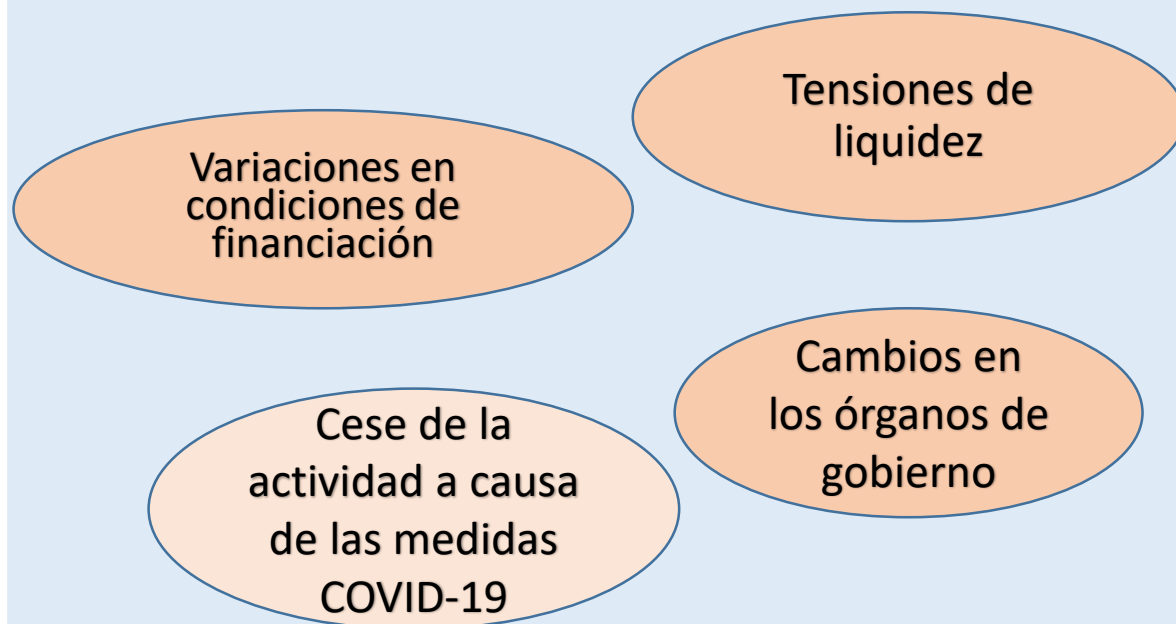 Tensiones de
liquidez
Variaciones en
condiciones de
financiación
Cambios en
los órganos de
gobierno
Cese de la
actividad a causa
de las medidas
COVID-19